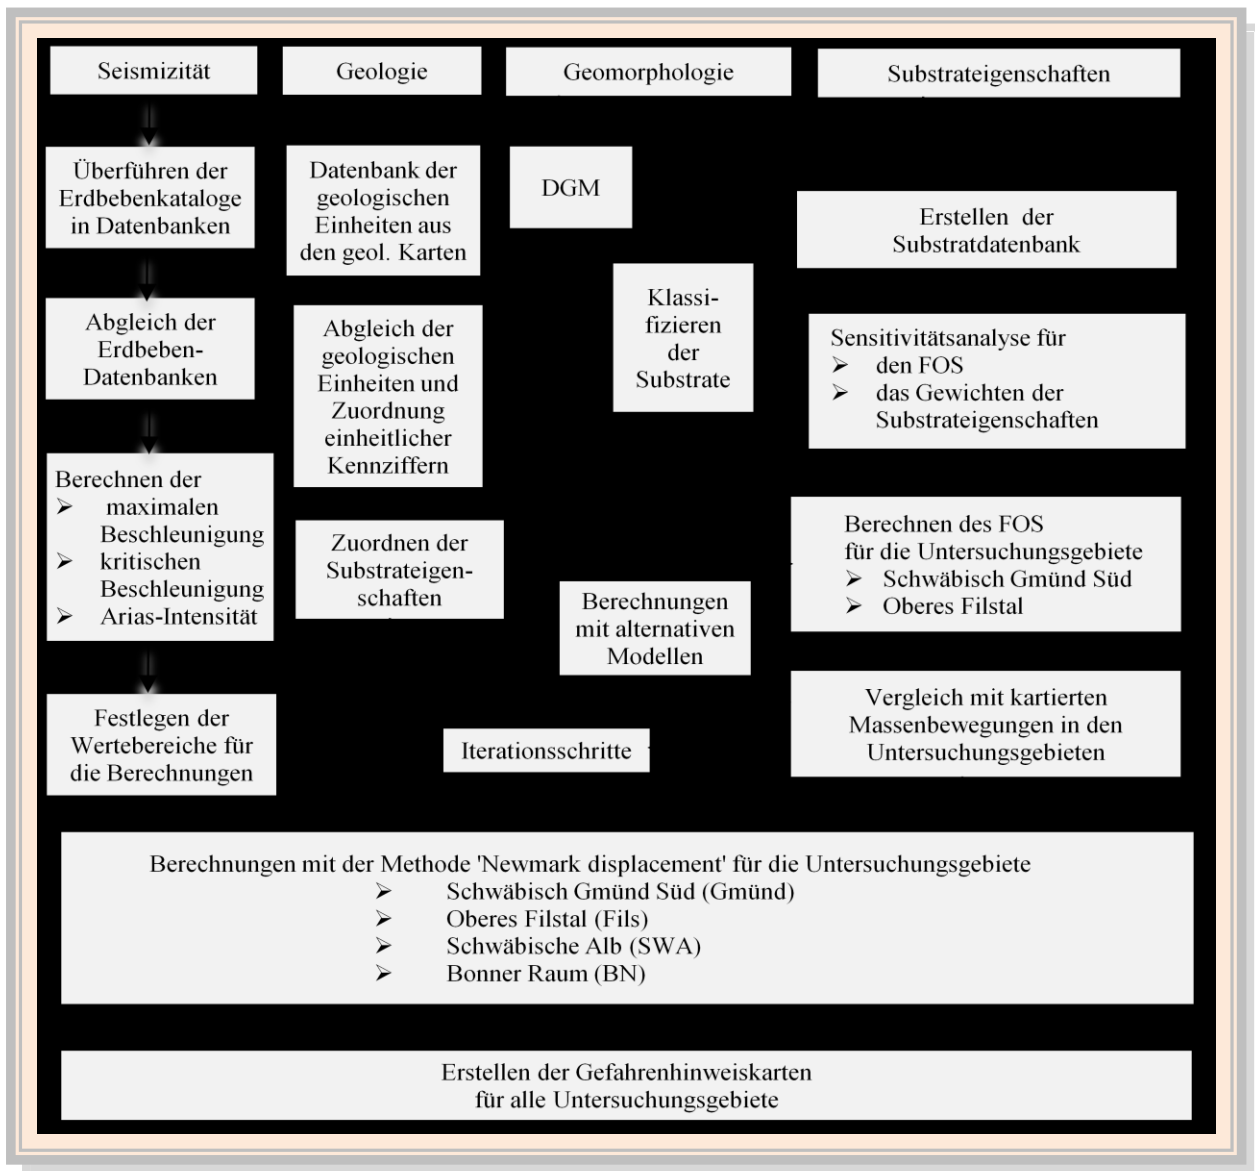 Seismizität
Geologie
Geomorphologie
Substrateigenschaften
Überführen der
Erdbebenkataloge
in Datenbanken
Abgleich der
Erdbeben-
Datenbanken
Berechnen der
➢ maximalen
Beschleunigung
➢ kritischen
Beschleunigung
➢ Arias-Intensität
Festlegen der
Wertebereiche für
die Berechnungen
Datenbank der
geologischen
Einheiten aus
den geol. Karten
Abgleich der
geologischen
Einheiten und
Zuordnung
einheitlicher
Kennziffern
Zuordnen der
Substrateigen-
schaften
DGM
Klassi-
fizieren
der
Substrate
Berechnungen
mit alternativen
Modellen
Iterationsschritte
Erstellen der
Substratdatenbank
Sensitivitätsanalyse für
➢ den FOS
➢ das Gewichten der
Substrateigenschaften
Berechnen des FOS
für die Untersuchungsgebiete
➢ Schwäbisch Gmünd Süd
➢ Oberes Filstal
Vergleich mit kartierten
Massenbewegungen in den
Untersuchungsgebieten
Berechnungen mit der Methode 'Newmark displacement' für die Untersuchungsgebiete
➢ Schwäbisch Gmünd Süd (Gmünd)
➢ Oberes Filstal (Fils)
➢ Schwäbische Alb (SWA)
➢ Bonner Raum (BN)
Erstellen der Gefahrenhinweiskarten
für alle Untersuchungsgebiete